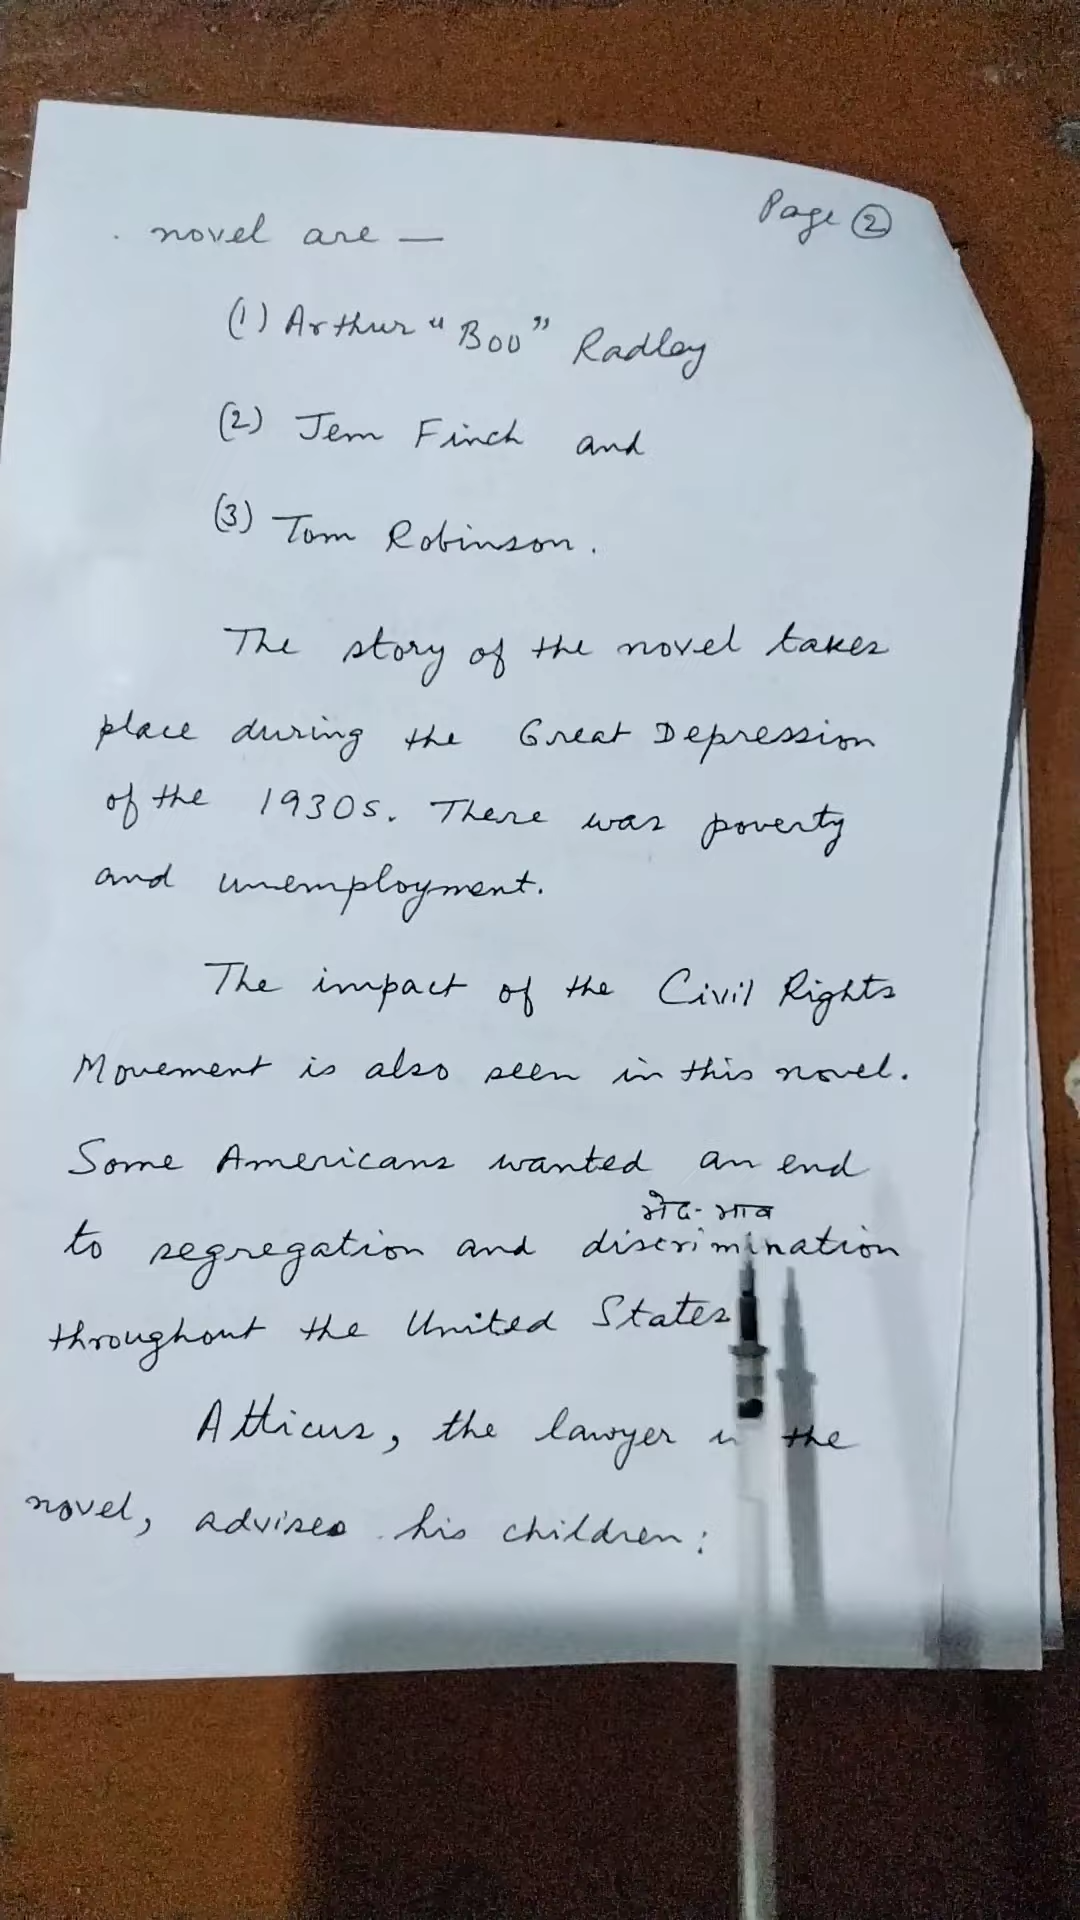 Page ②
novel are —
(1) Arthur "Boo" Radley
(2) Jem Finch and
(3) Tom Robinson.
The story of the novel takes
place during the Great Depression
of the 1930s. There was poverty
and unemployment.
The impact of the Civil Rights
Movement is also seen in this novel.
Some Americans wanted an end
भेद-भाव
to segregation and discrimination
throughout the United States
Atticus, the lawyer in the
novel, advises his children: